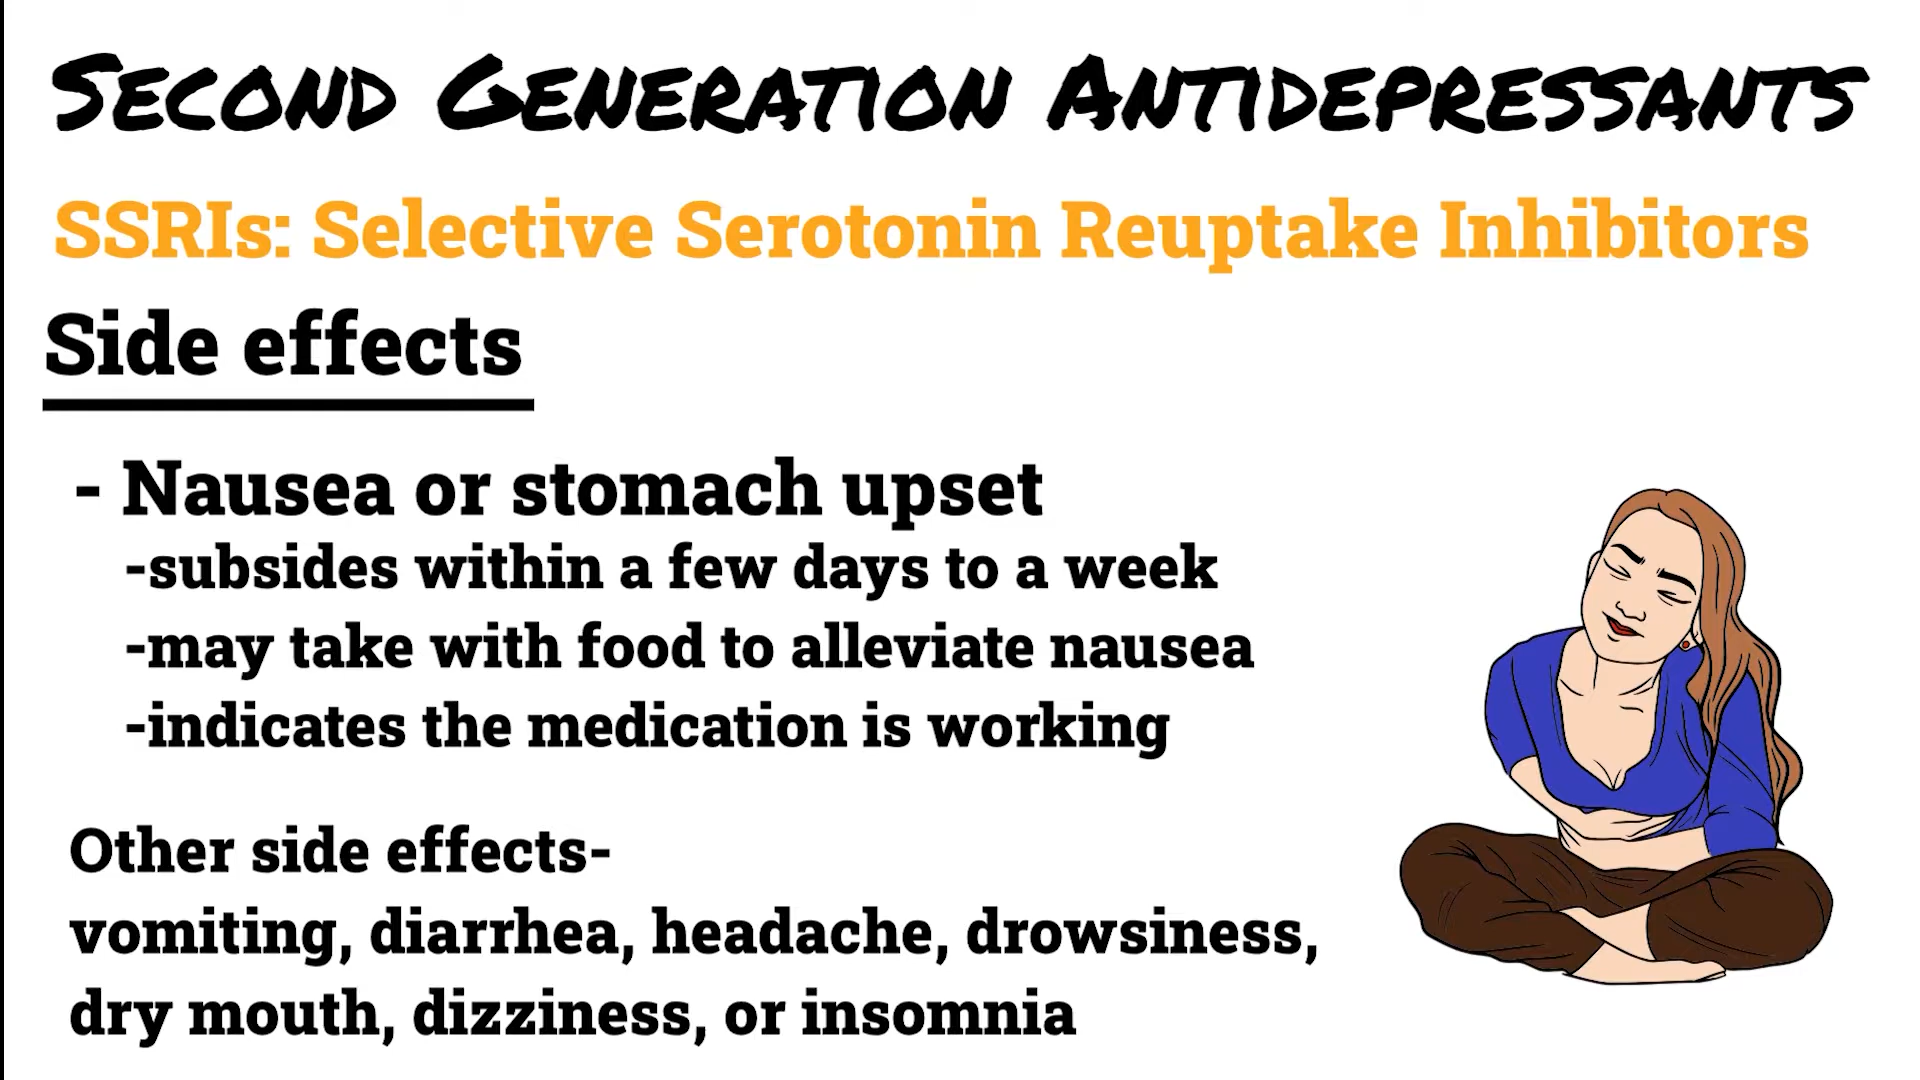 Second Generation Antidepressants
SSRIs: Selective Serotonin Reuptake Inhibitors
Side effects
- Nausea or stomach upset
-subsides within a few days to a week
-may take with food to alleviate nausea
-indicates the medication is working
Other side effects-
vomiting, diarrhea, headache, drowsiness,
dry mouth, dizziness, or insomnia